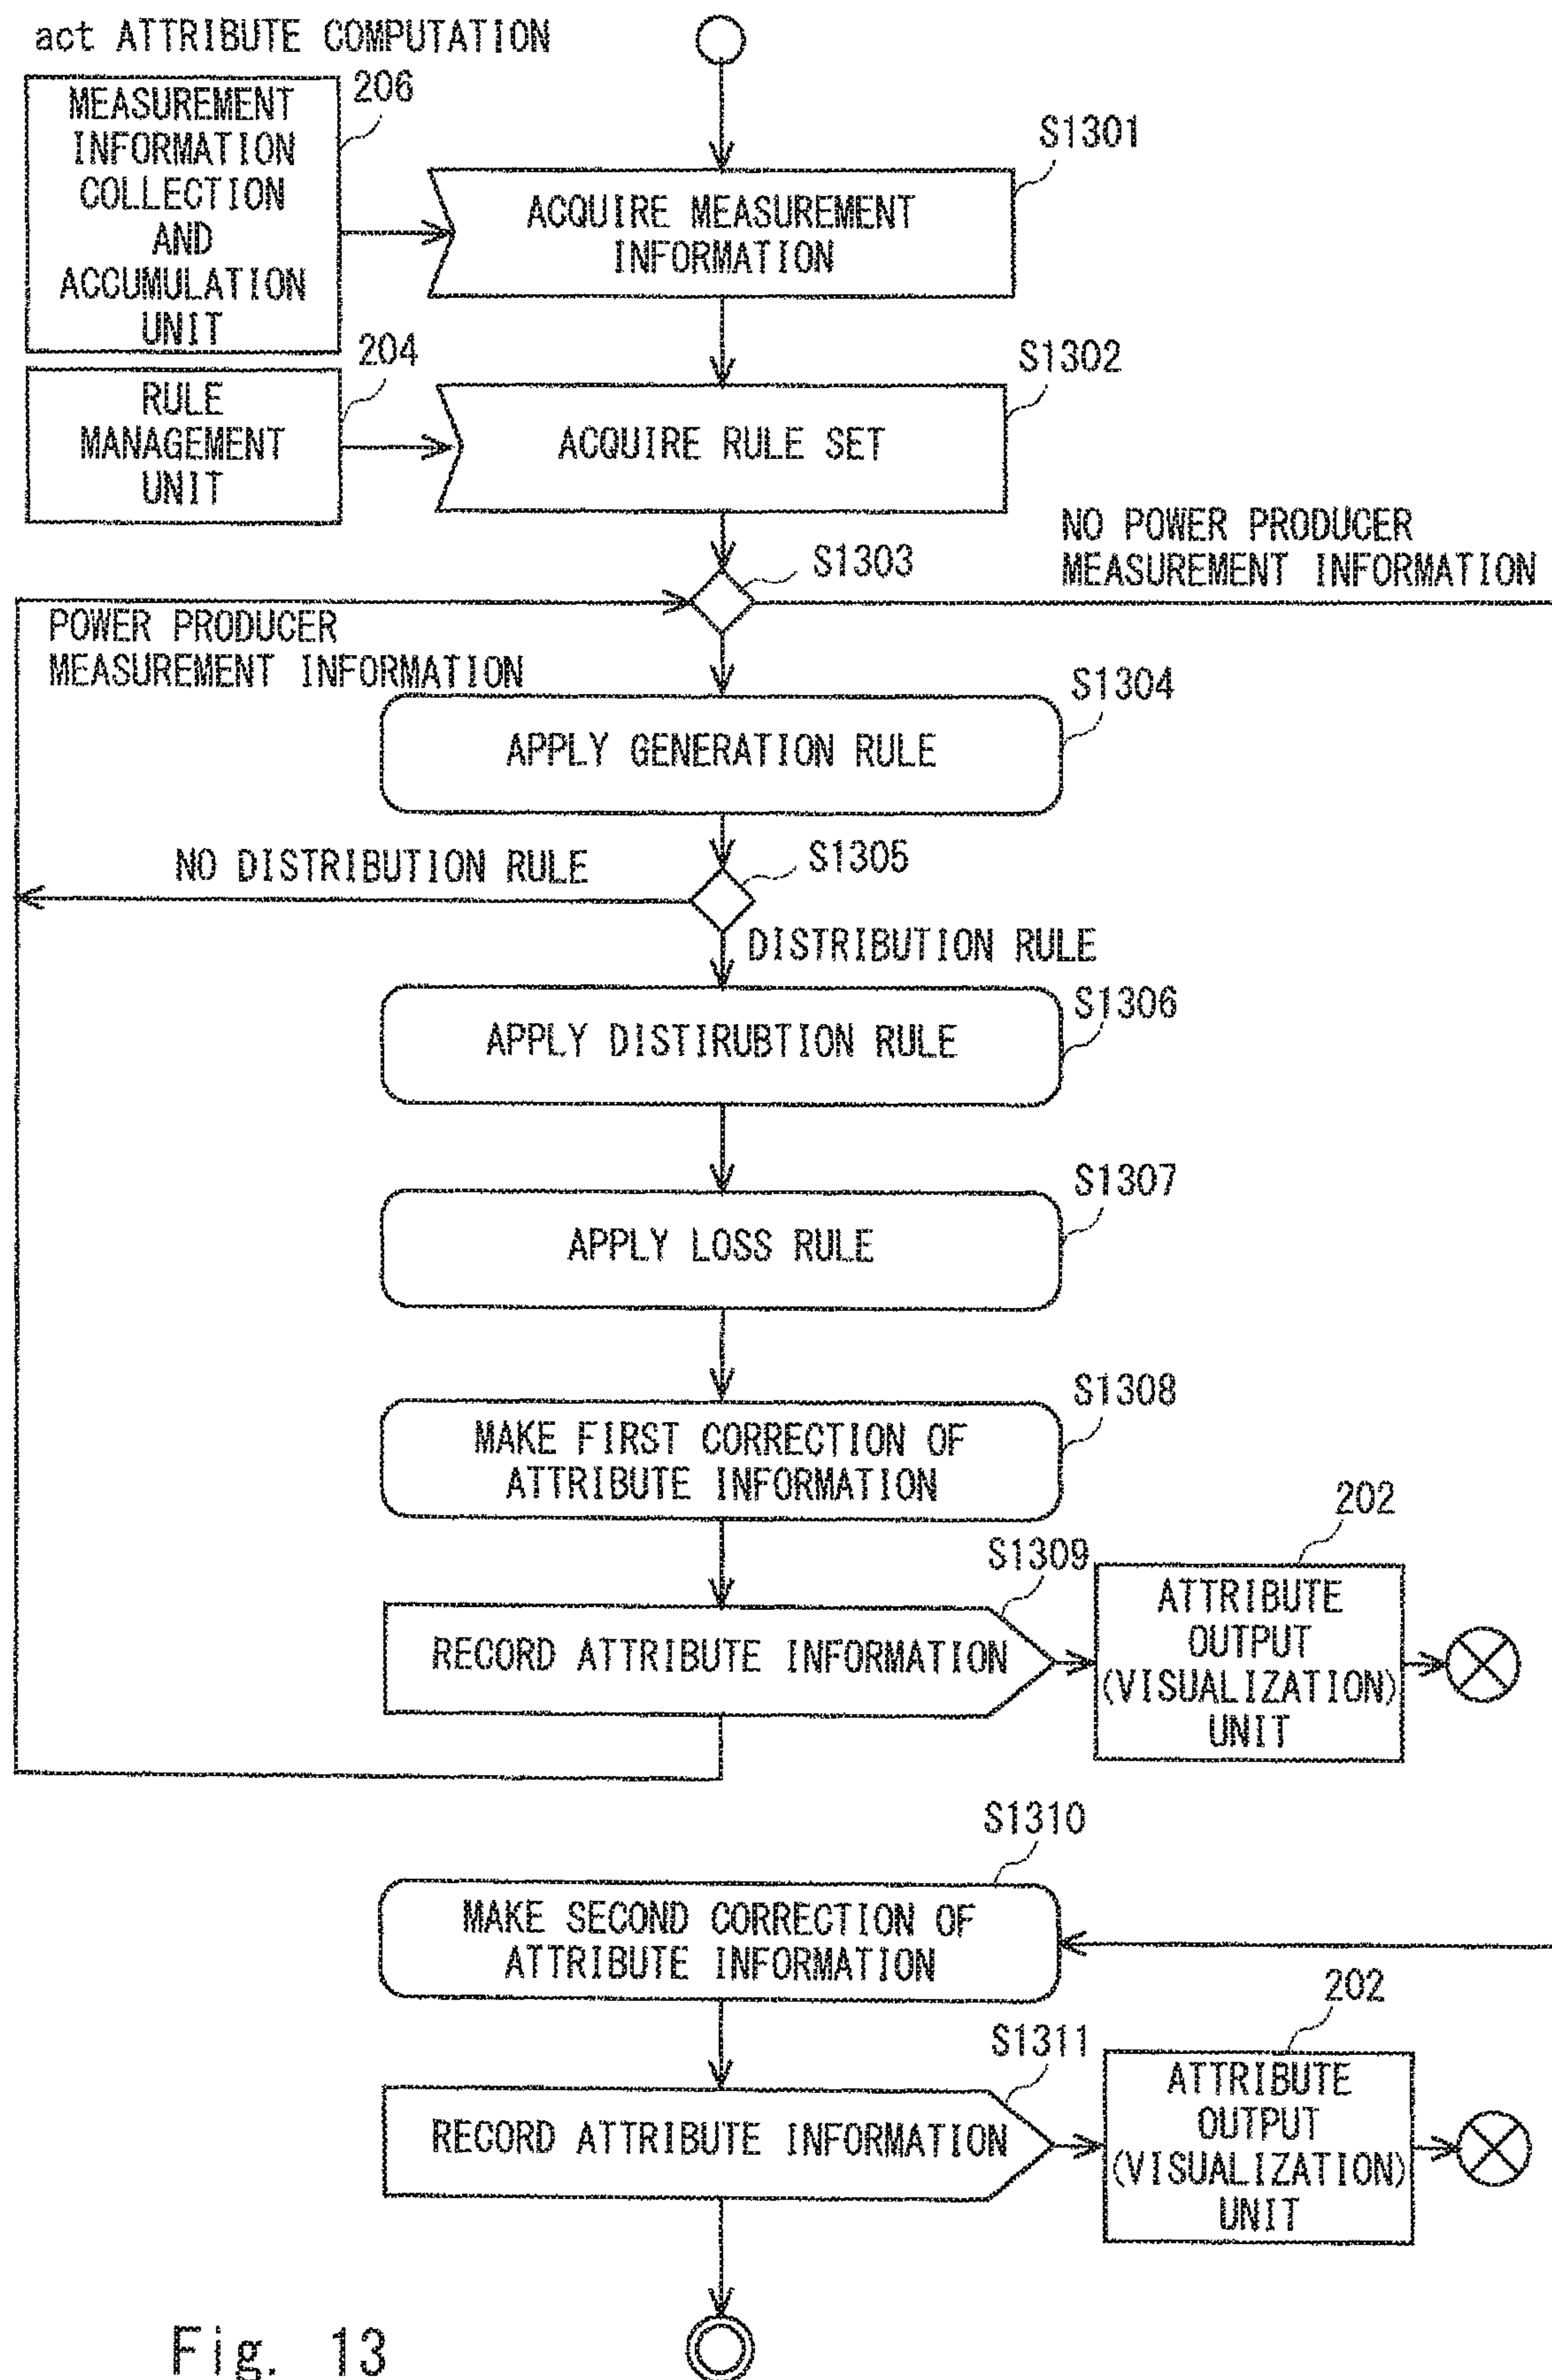 act ATTRIBUTE COMPUTATION
MEASUREMENT
INFORMATION
COLLECTION
AND
ACCUMULATION
UNIT
206
S1301
ACQUIRE MEASUREMENT
INFORMATION
RULE
MANAGEMENT
UNIT
204
S1302
ACQUIRE RULE SET
NO POWER PRODUCER
MEASUREMENT INFORMATION
S1303
POWER PRODUCER
MEASUREMENT INFORMATION
S1304
APPLY GENERATION RULE
NO DISTRIBUTION RULE
S1305
DISTRIBUTION RULE
S1306
APPLY DISTIRUBTION RULE
S1307
APPLY LOSS RULE
S1308
MAKE FIRST CORRECTION OF
ATTRIBUTE INFORMATION
S1309
RECORD ATTRIBUTE INFORMATION
202
ATTRIBUTE
OUTPUT
(VISUALIZATION)
UNIT
S1310
MAKE SECOND CORRECTION OF
ATTRIBUTE INFORMATION
S1311
RECORD ATTRIBUTE INFORMATION
202
ATTRIBUTE
OUTPUT
(VISUALIZATION)
UNIT
Fig. 13